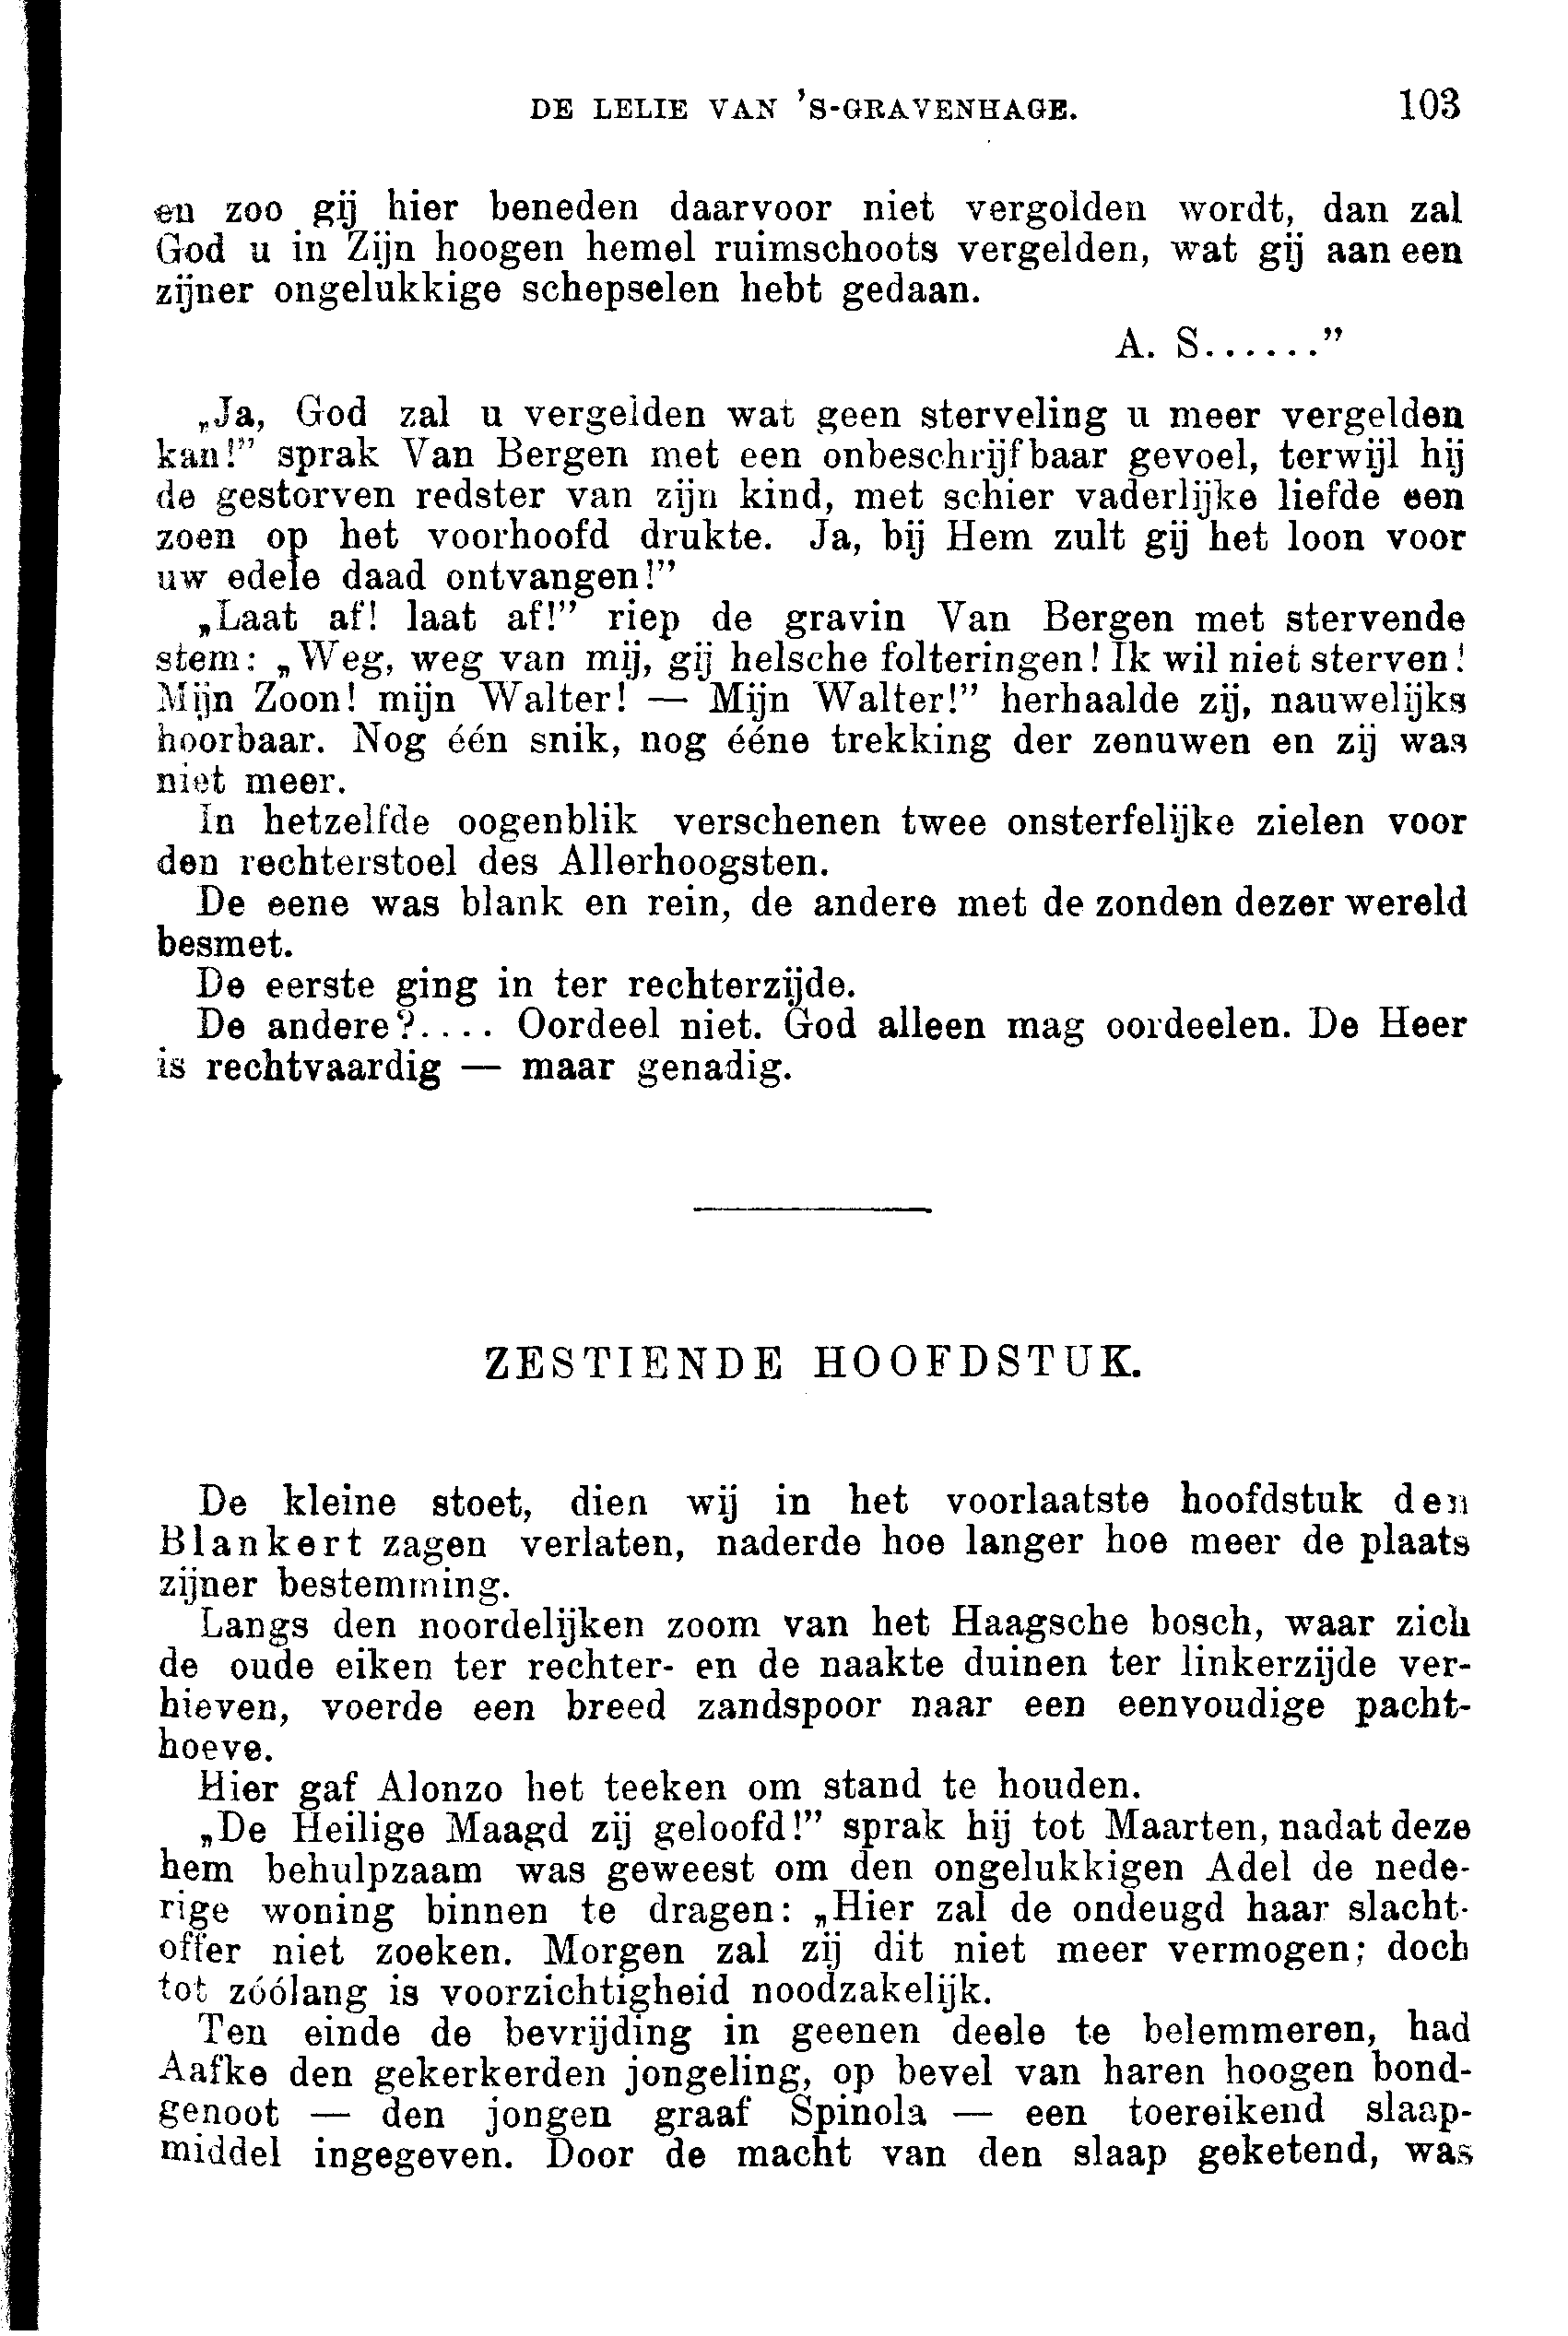 DE LELIE VAN 'S-GRAVENHAGE. 103
en zoo gij hier beneden daarvoor niet vergolden wordt, dan zal
God u in Zijn hoogen hemel ruimschoots vergelden, wat gij aan een
zijner ongelukkige schepselen hebt gedaan.
A. S......”
„Ja, God zal u vergelden wat geen sterveling u meer vergelden
kan!” sprak Van Bergen met een onbeschrijfbaar gevoel, terwijl hij
de gestorven redster van zijn kind, met schier vaderlijke liefde een
zoen op het voorhoofd drukte. Ja, bij Hem zult gij het loon voor
uw edele daad ontvangen!”
„Laat af! laat af!” riep de gravin Van Bergen met stervende
stem: „Weg, weg van mij, gij helsche folteringen! Ik wil niet sterven!
Mijn Zoon! mijn Walter! — Mijn Walter!” herhaalde zij, nauwelijks
hoorbaar. Nog één snik, nog ééne trekking der zenuwen en zij was
niet meer.
In hetzelfde oogenblik verschenen twee onsterfelijke zielen voor
den rechterstoel des Allerhoogsten.
De eene was blank en rein, de andere met de zonden dezer wereld
besmet.
De eerste ging in ter rechterzijde.
De andere?.... Oordeel niet. God alleen mag oordeelen. De Heer
is rechtvaardig — maar genadig.
ZESTIENDE HOOFDSTUK.
De kleine stoet, dien wij in het voorlaatste hoofdstuk den
Blankert zagen verlaten, naderde hoe langer hoe meer de plaats
zijner bestemming.
Langs den noordelijken zoom van het Haagsche bosch, waar zich
de oude eiken ter rechter- en de naakte duinen ter linkerzijde ver-
hieven, voerde een breed zandspoor naar een eenvoudige pacht-
hoeve.
Hier gaf Alonzo het teeken om stand te houden.
„De Heilige Maagd zij geloofd!” sprak hij tot Maarten, nadat deze
hem behulpzaam was geweest om den ongelukkigen Adel de nede-
rige woning binnen te dragen: „Hier zal de ondeugd haar slacht-
offer niet zoeken. Morgen zal zij dit niet meer vermogen; doch
tot zóólang is voorzichtigheid noodzakelijk.
Ten einde de bevrijding in geenen deele te belemmeren, had
Aafke den gekerkerden jongeling, op bevel van haren hoogen bond-
genoot — den jongen graaf Spinola — een toereikend slaap-
middel ingegeven. Door de macht van den slaap geketend, was